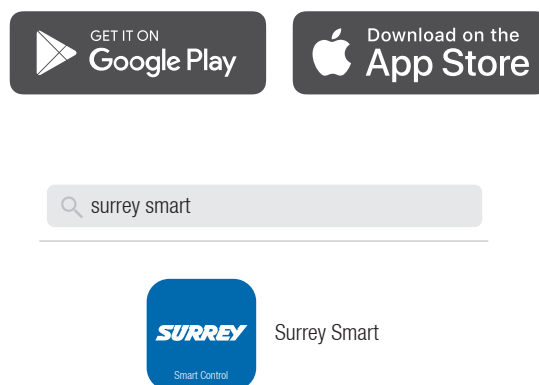 GET IT ON
Google Play
Download on the
App Store
surrey smart
SURREY
Smart Control
Surrey Smart